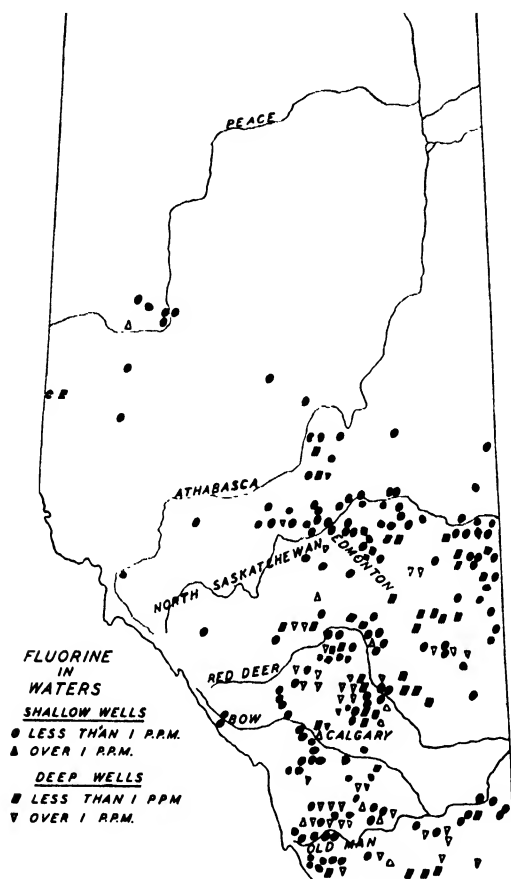 PEACE
ATHABASCA
NORTH SASKATCHEWAN
EDMONTON
RED DEER
BOW
CALGARY
OLD MAN
FLUORINE
IN
WATERS
SHALLOW WELLS
LESS THAN 1 P.P.M.
OVER 1 P.P.M.
DEEP WELLS
LESS THAN 1 P P M
OVER 1 P.P.M.